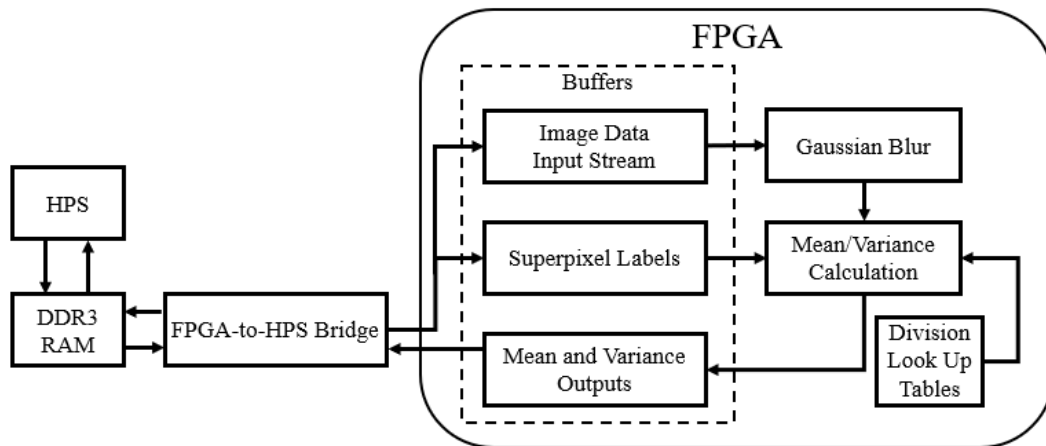 FPGA
Buffers
Image Data
Input Stream
Gaussian Blur
HPS
Superpixel Labels
Mean/Variance
Calculation
DDR3
RAM
FPGA-to-HPS Bridge
Mean and Variance
Outputs
Division
Look Up
Tables